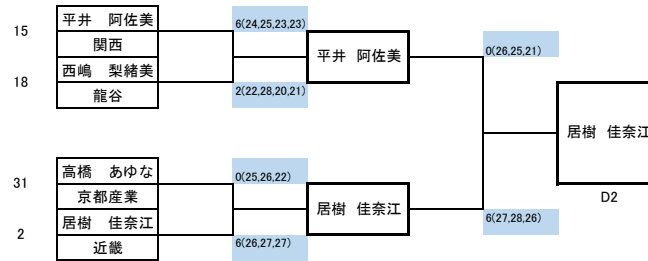 15
平井　阿佐美
関西
18
西嶋　梨緒美
龍谷
6(24,25,23,23)
2(22,28,20,21)
平井 阿佐美
0(26,25,21)
31
高橋　あゆな
京都産業
2
居樹　佳奈江
近畿
0(25,26,22)
6(26,27,27)
居樹 佳奈江
6(27,28,26)
居樹 佳奈江
D2